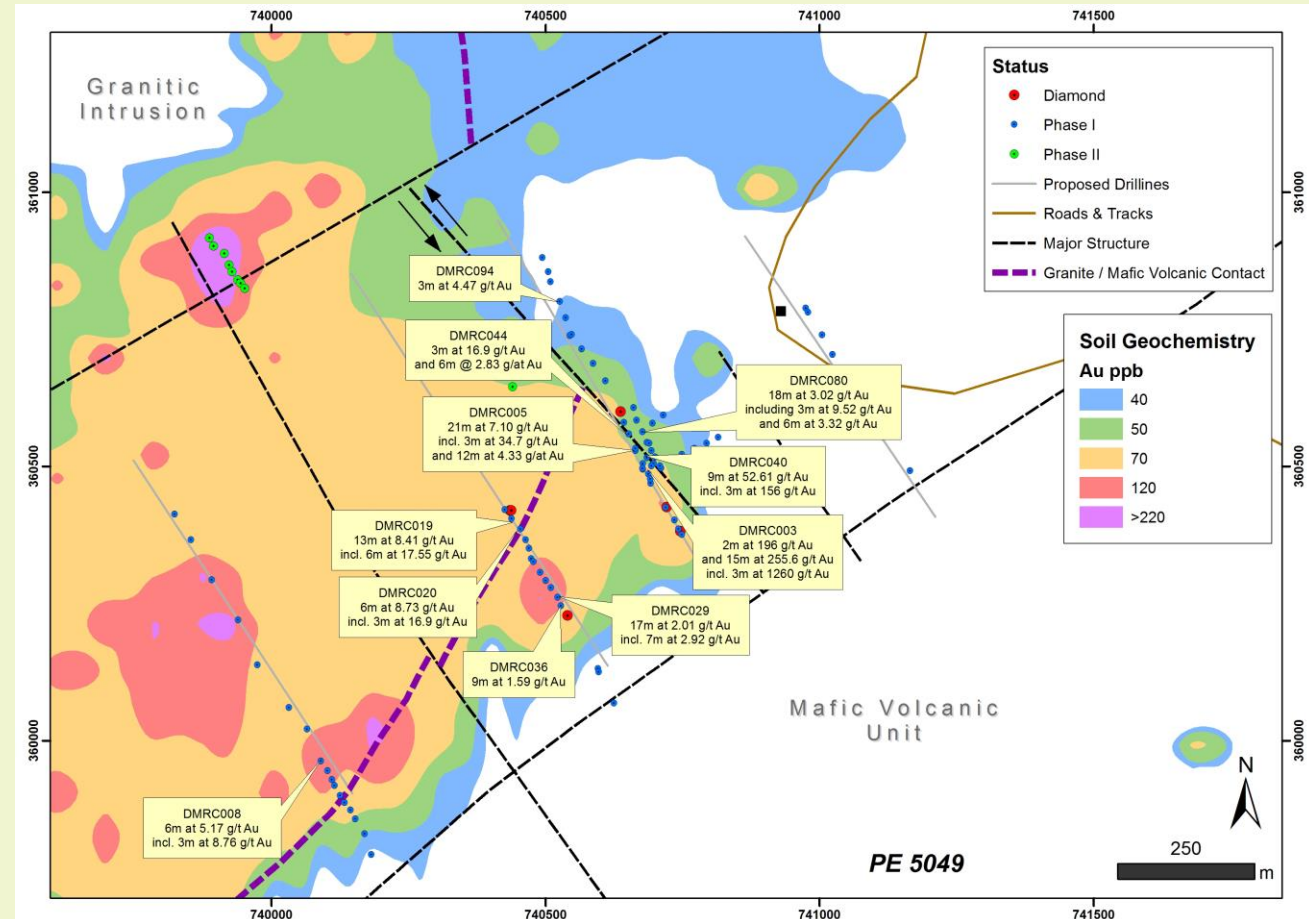 740000
740500
741000
741500
361000
360500
360000
361000
360500
360000
740000
740500
741000
741500
Granitic
Intrusion
Status
Diamond
Phase I
Phase II
Proposed Drillines
Roads & Tracks
Major Structure
Granite / Mafic Volcanic Contact
Soil Geochemistry
Au ppb
40
50
70
120
>220
DMRC094
3m at 4.47 g/t Au
DMRC044
3m at 16.9 g/t Au
and 6m @ 2.83 g/at Au
DMRC080
18m at 3.02 g/t Au
including 3m at 9.52 g/t Au
and 6m at 3.32 g/t Au
DMRC005
21m at 7.10 g/t Au
incl. 3m at 34.7 g/t Au
and 12m at 4.33 g/at Au
DMRC040
9m at 52.61 g/t Au
incl. 3m at 156 g/t Au
DMRC019
13m at 8.41 g/t Au
incl. 6m at 17.55 g/t Au
DMRC003
2m at 196 g/t Au
and 15m at 255.6 g/t Au
incl. 3m at 1260 g/t Au
DMRC020
6m at 8.73 g/t Au
incl. 3m at 16.9 g/t Au
DMRC029
17m at 2.01 g/t Au
incl. 7m at 2.92 g/t Au
DMRC036
9m at 1.59 g/t Au
Mafic Volcanic
Unit
DMRC008
6m at 5.17 g/t Au
incl. 3m at 8.76 g/t Au
N
250
m
PE 5049